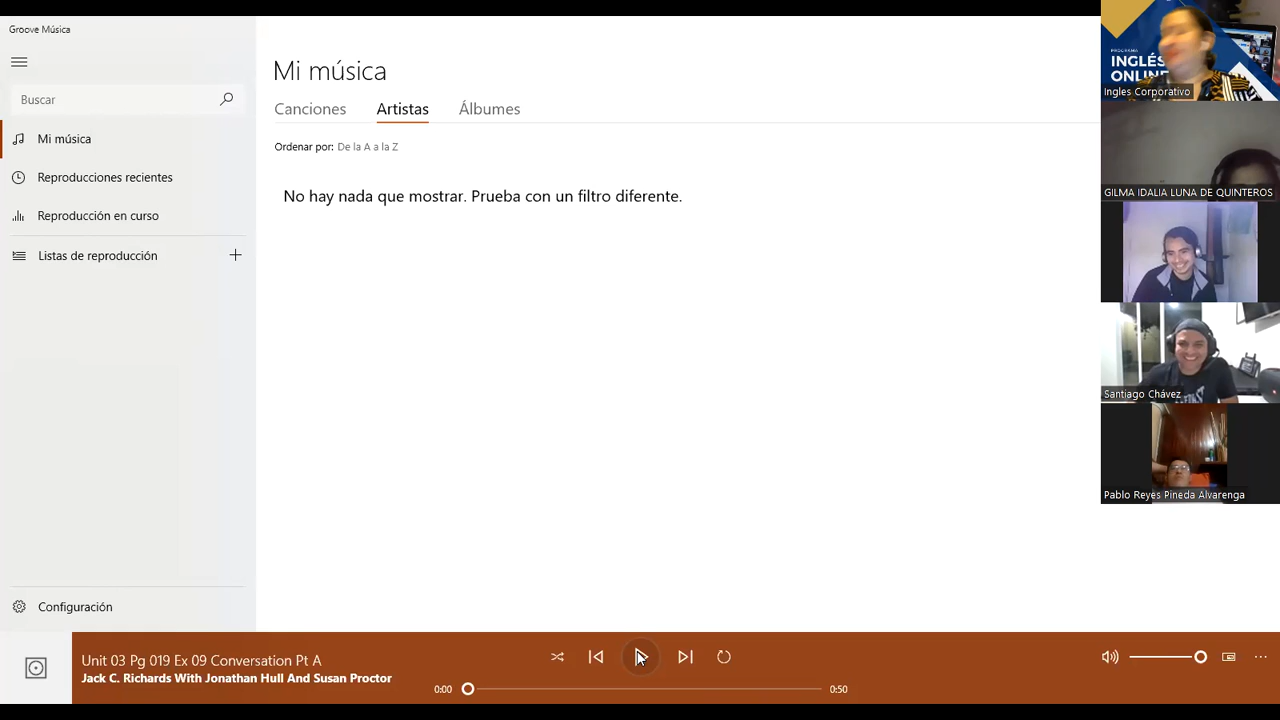 Groove Música
Buscar
Mi música
Reproducciones recientes
Reproducción en curso
Listas de reproducción
Configuración
Mi música
Canciones Artistas Álbumes
Ordenar por: De la A a la Z
No hay nada que mostrar. Prueba con un filtro diferente.
Unit 03 Pg 019 Ex 09 Conversation Pt A
Jack C. Richards With Jonathan Hull And Susan Proctor
0:00
0:50
PROGRAMA
INGLÉS
ONLINE
Ingles Corporativo
GILMA IDALIA LUNA DE QUINTEROS
Santiago Chávez
Pablo Reyes Pineda Alvarenga